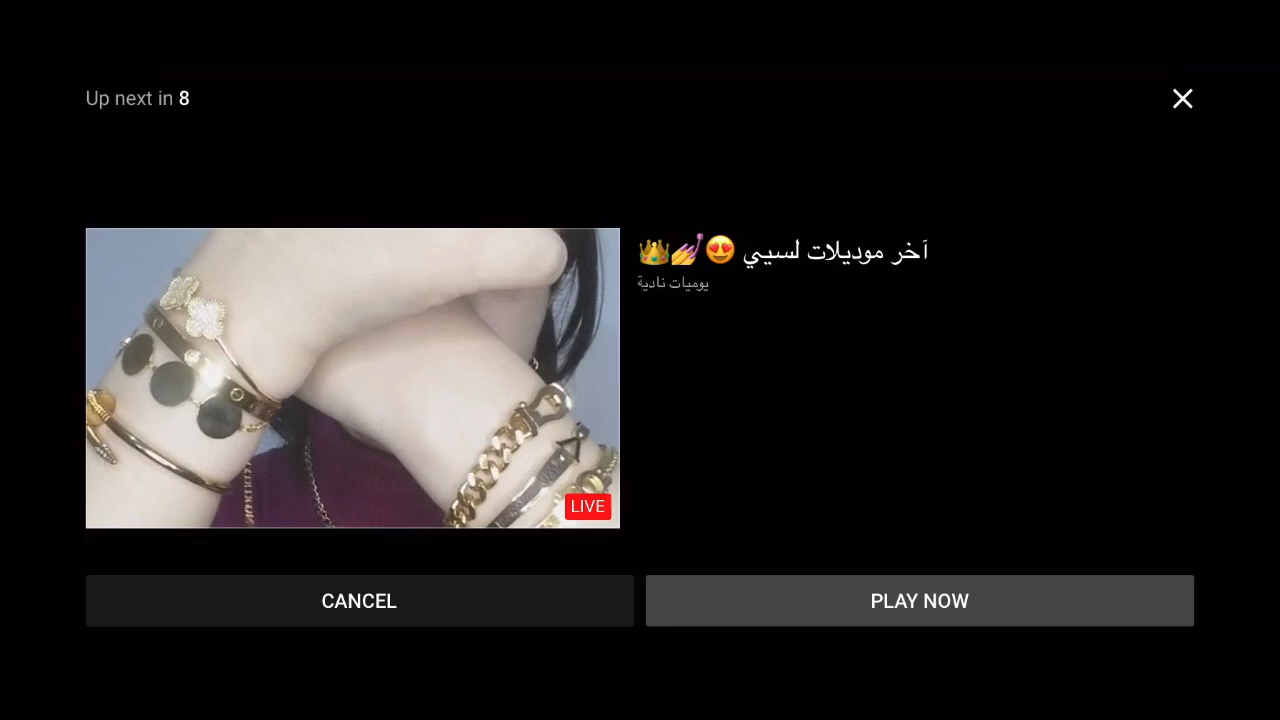 Up next in 8
آخر موديلات لسيي 😍💅👑
يوميات نادية
LIVE
CANCEL
PLAY NOW